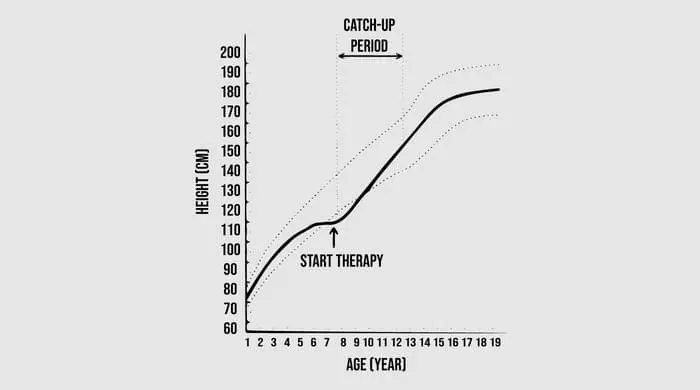 CATCH-UP
PERIOD
200
190
180
170
160
150
140
130
120
110
100
90
80
70
60
HEIGHT (CM)
START THERAPY
1 2 3 4 5 6 7 8 9 10 11 12 13 14 15 16 17 18 19
AGE (YEAR)